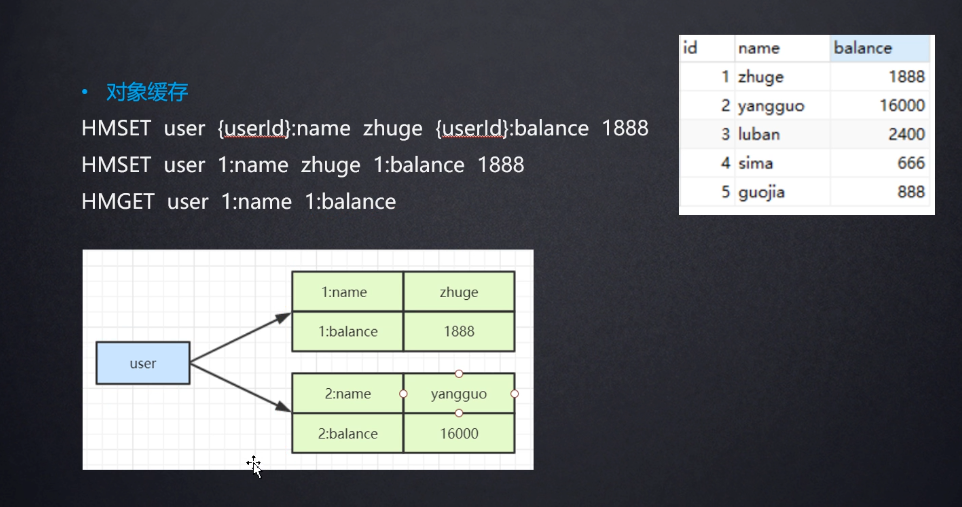 • 对象缓存
HMSET user {userId}:name zhuge {userId}:balance 1888
HMSET user 1:name zhuge 1:balance 1888
HMGET user 1:name 1:balance
id name balance
1 zhuge 1888
2 yangguo 16000
3 luban 2400
4 sima 666
5 guojia 888
user
1:name zhuge
1:balance 1888
2:name yangguo
2:balance 16000